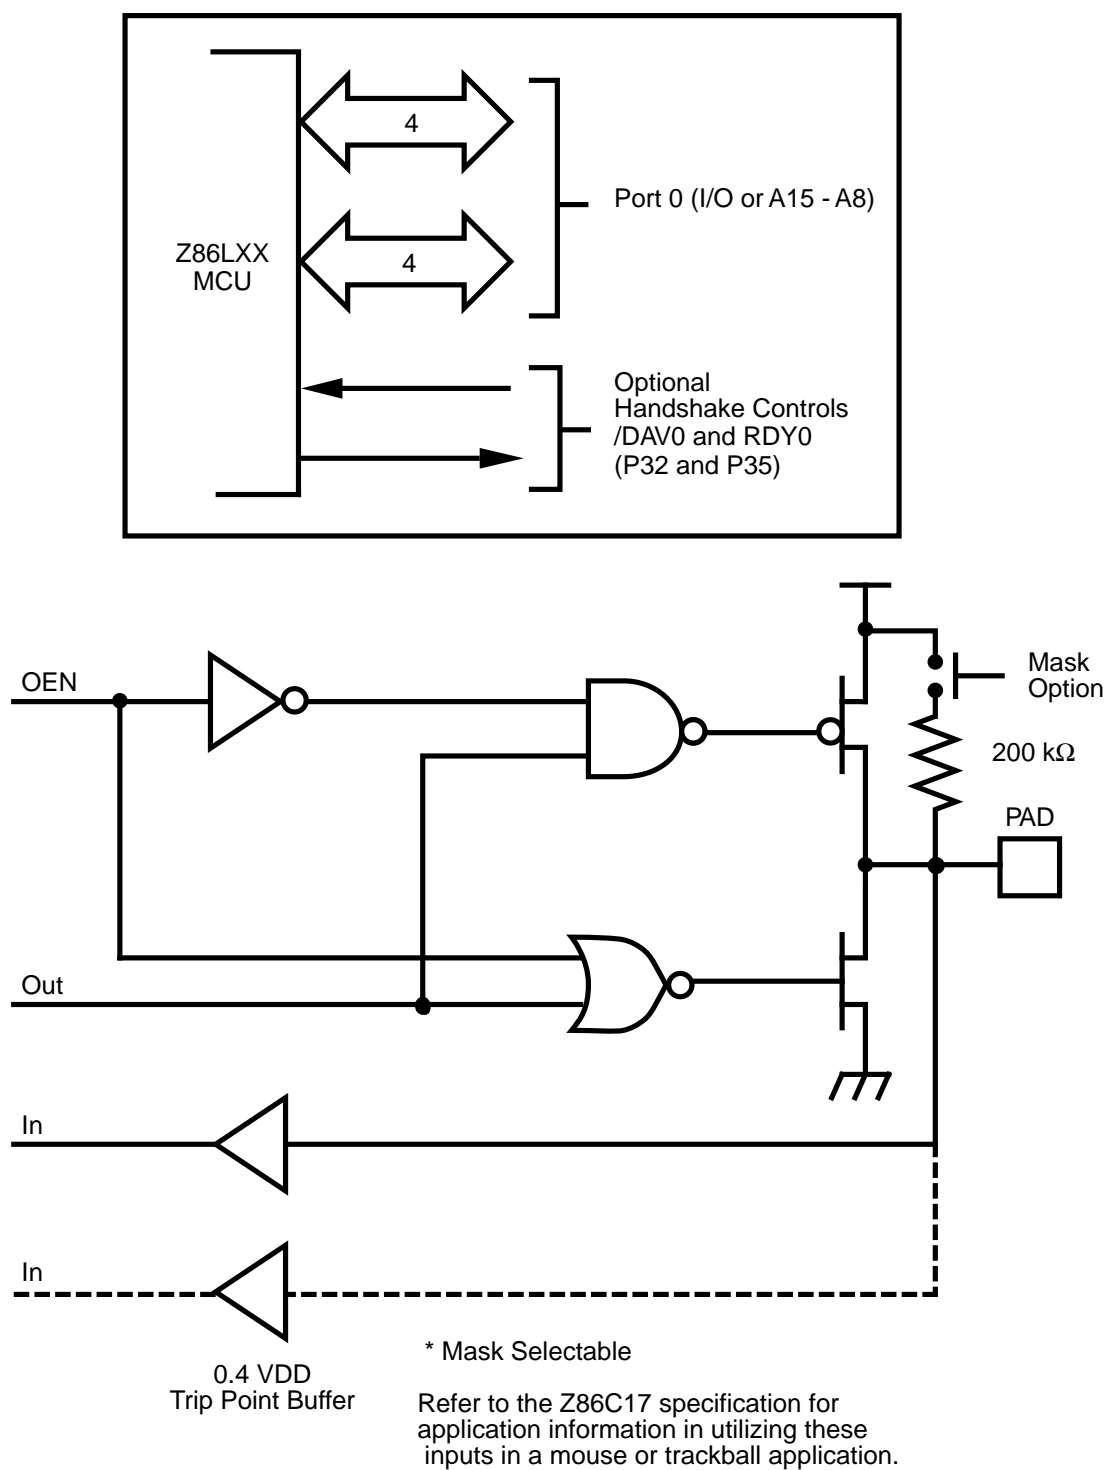 4
Port 0 (I/O or A15 - A8)
Z86LXX
MCU
4
Optional
Handshake Controls
/DAV0 and RDY0
(P32 and P35)
OEN
Mask
Option
200 kΩ
PAD
Out
In
In
0.4 VDD
Trip Point Buffer
* Mask Selectable
Refer to the Z86C17 specification for
application information in utilizing these
inputs in a mouse or trackball application.